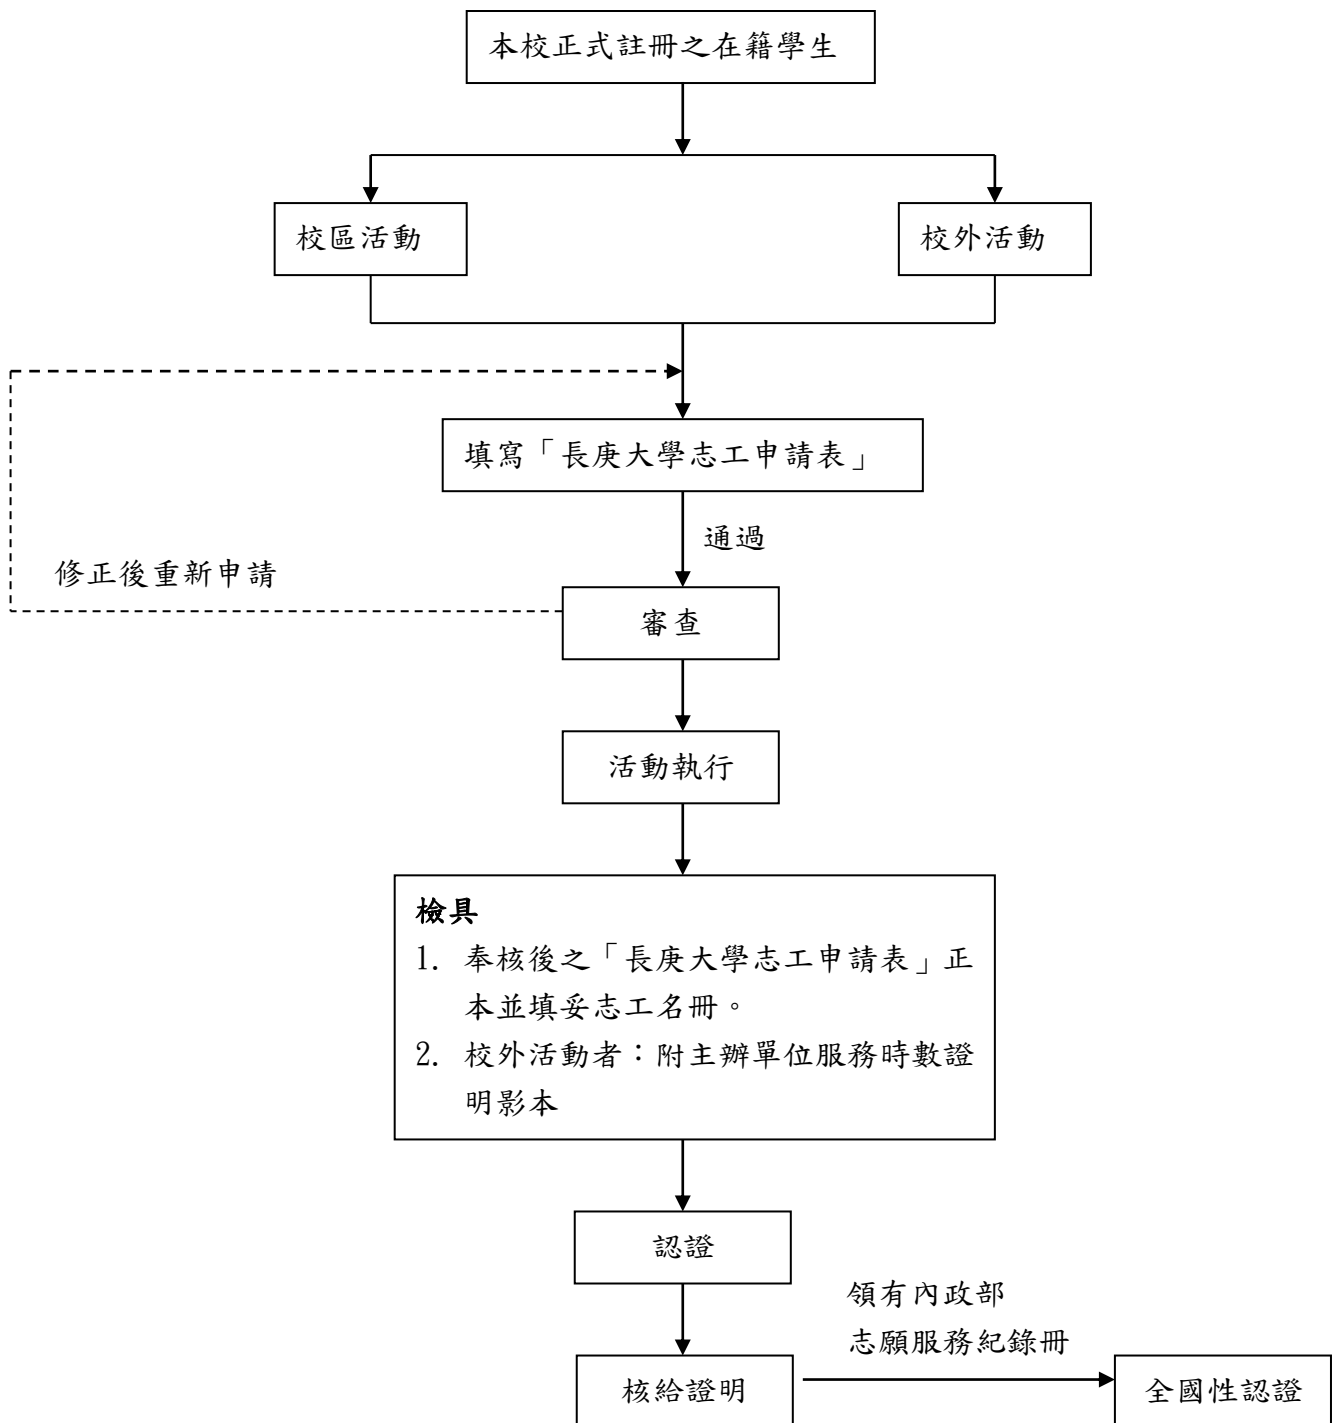 本校正式註冊之在籍學生
校區活動
校外活動
填寫「長庚大學志工申請表」
通過
修正後重新申請
審查
活動執行
檢具
1. 奉核後之「長庚大學志工申請表」正
本並填妥志工名冊。
2. 校外活動者：附主辦單位服務時數證
明影本
認證
領有內政部
志願服務紀錄冊
核給證明
全國性認證